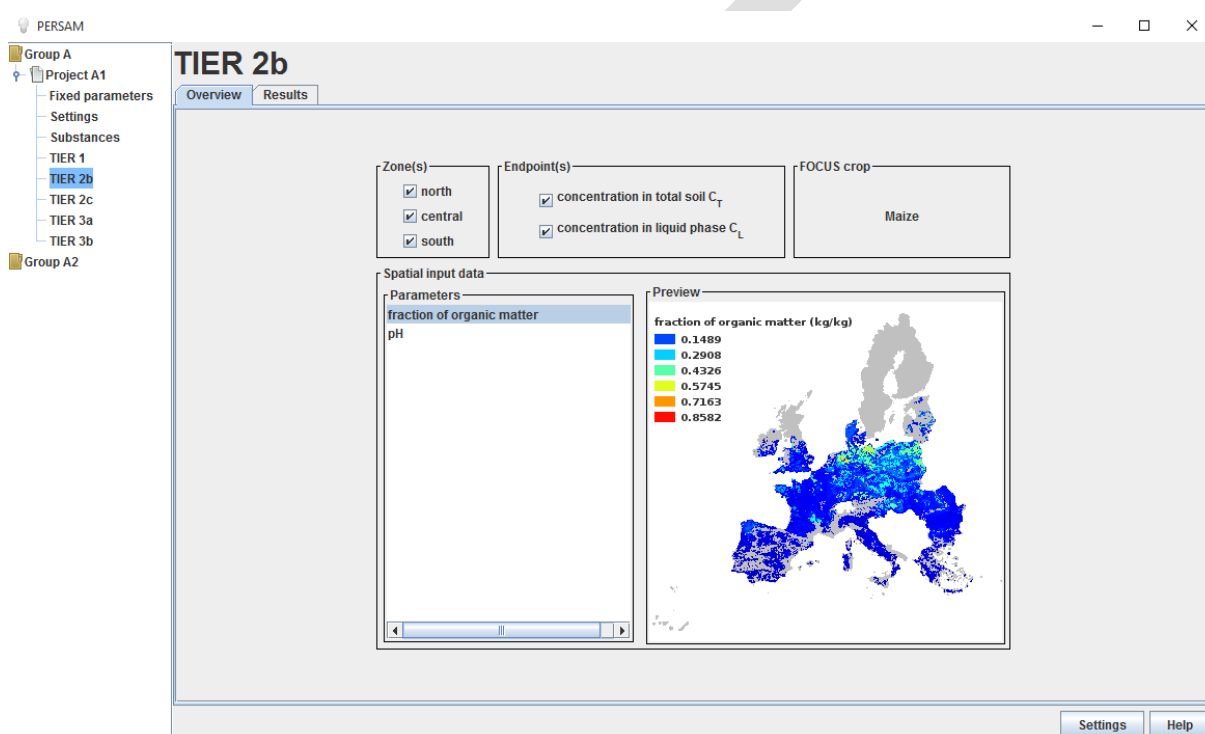 PERSAM
Group A
Project A1
Fixed parameters
Settings
Substances
TIER 1
TIER 2b
TIER 2c
TIER 3a
TIER 3b
Group A2
TIER 2b
Overview Results
Zone(s)
north
central
south
Endpoint(s)
concentration in total soil C_T
concentration in liquid phase C_L
FOCUS crop
Maize
Spatial input data
Parameters
fraction of organic matter
pH
Preview
fraction of organic matter (kg/kg)
0.1489
0.2908
0.4326
0.5745
0.7163
0.8582
Settings Help